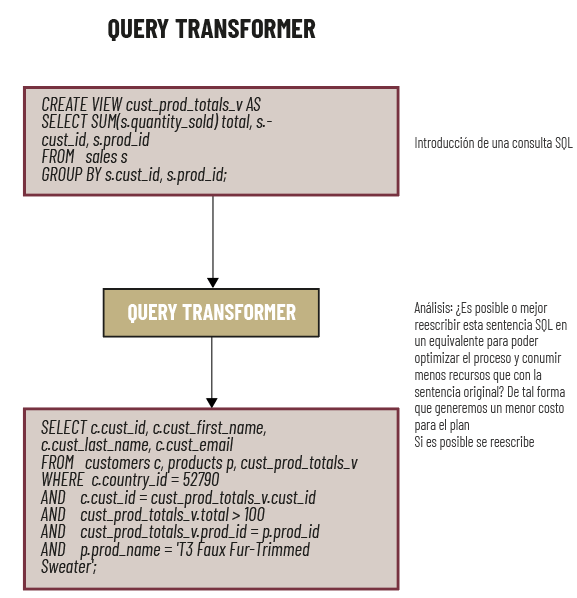 QUERY TRANSFORMER
CREATE VIEW cust_prod_totals_v AS
SELECT SUM(s.quantity_sold) total, s.-
cust_id, s.prod_id
FROM   sales s
GROUP BY s.cust_id, s.prod_id;
Introducción de una consulta SQL
QUERY TRANSFORMER
Análisis: ¿Es posible o mejor
reescribir esta sentencia SQL en
un equivalente para poder
optimizar el proceso y conumir
menos recursos que con la
sentencia original? De tal forma
que generemos un menor costo
para el plan
Si es posible se reescribe
SELECT c.cust_id, c.cust_first_name,
c.cust_last_name, c.cust_email
FROM   customers c, products p, cust_prod_totals_v
WHERE  c.country_id = 52790
AND    c.cust_id = cust_prod_totals_v.cust_id
AND    cust_prod_totals_v.total > 100
AND    cust_prod_totals_v.prod_id = p.prod_id
AND    p.prod_name = 'T3 Faux Fur-Trimmed
Sweater';